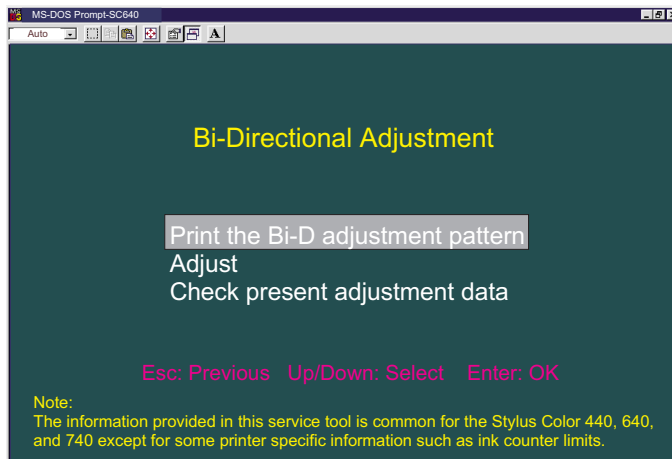 MS-DOS Prompt-SC640
Auto A
Bi-Directional Adjustment
Print the Bi-D adjustment pattern
Adjust
Check present adjustment data
Esc: Previous Up/Down: Select Enter: OK
Note:
The information provided in this service tool is common for the Stylus Color 440, 640,
and 740 except for some printer specific information such as ink counter limits.